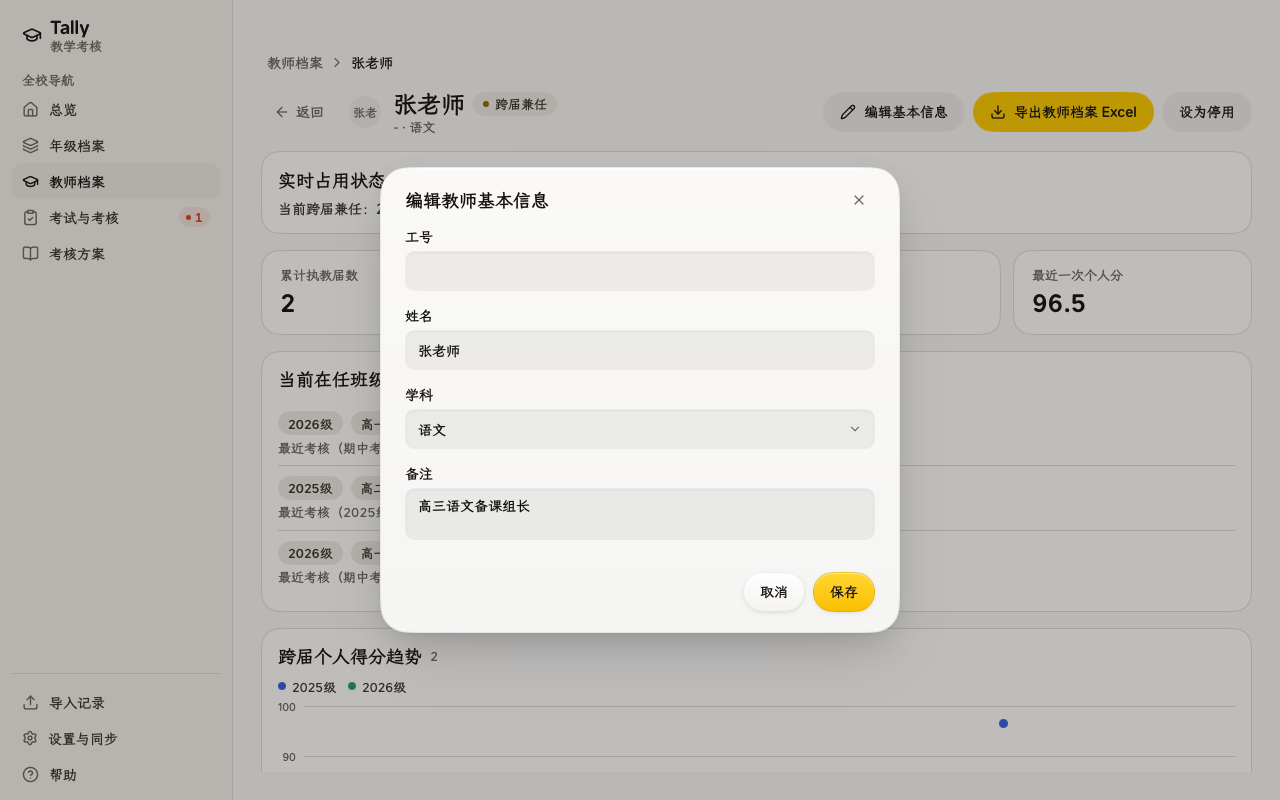 Tally
教学考核
全校导航
总览
年级档案
教师档案
考试与考核 1
考核方案
导入记录
设置与同步
帮助
教师档案 > 张老师
返回
张老
张老师 跨届兼任
- · 语文
编辑基本信息
导出教师档案 Excel
设为停用
实时占用状态
当前跨届兼任：2
累计执教届数
2
最近一次个人分
96.5
当前在任班级
2026级 高一
最近考核（期中考
2025级 高二
最近考核（2025级
2026级 高一
最近考核（期中考
编辑教师基本信息
工号
姓名
张老师
学科
语文
备注
高三语文备课组长
取消 保存
跨届个人得分趋势 2
2025级 2026级
100
90